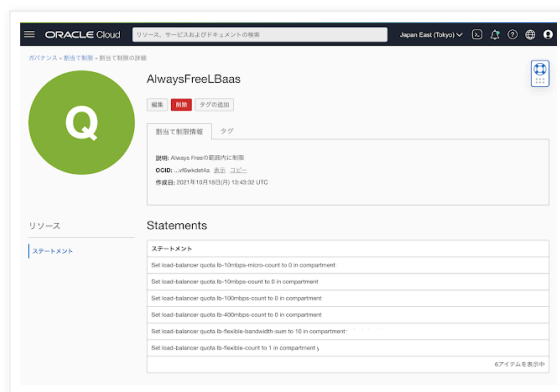 ORACLE Cloud
リソース、サービスおよびドキュメントの検索
Japan East (Tokyo)
ガバナンス » 割当て制限 » 割当て制限の詳細
Q
AlwaysFreeLBaas
編集 削除 タグの追加
割当て制限情報 タグ
説明: Always Freeの範囲内に制限
OCID: 表示 コピー
作成日: 2021年10月18日(月) 13:43:02 UTC
リソース
ステートメント
Statements
ステートメント
Set load-balancer quota lb-10mbps-micro-count to 0 in compartment
Set load-balancer quota lb-10mbps-count to 0 in compartment
Set load-balancer quota lb-100mbps-count to 0 in compartment
Set load-balancer quota lb-400mbps-count to 0 in compartment
Set load-balancer quota lb-flexible-bandwidth-sum to 10 in compartment
Set load-balancer quota lb-flexible-count to 1 in compartment
6アイテムを表示中